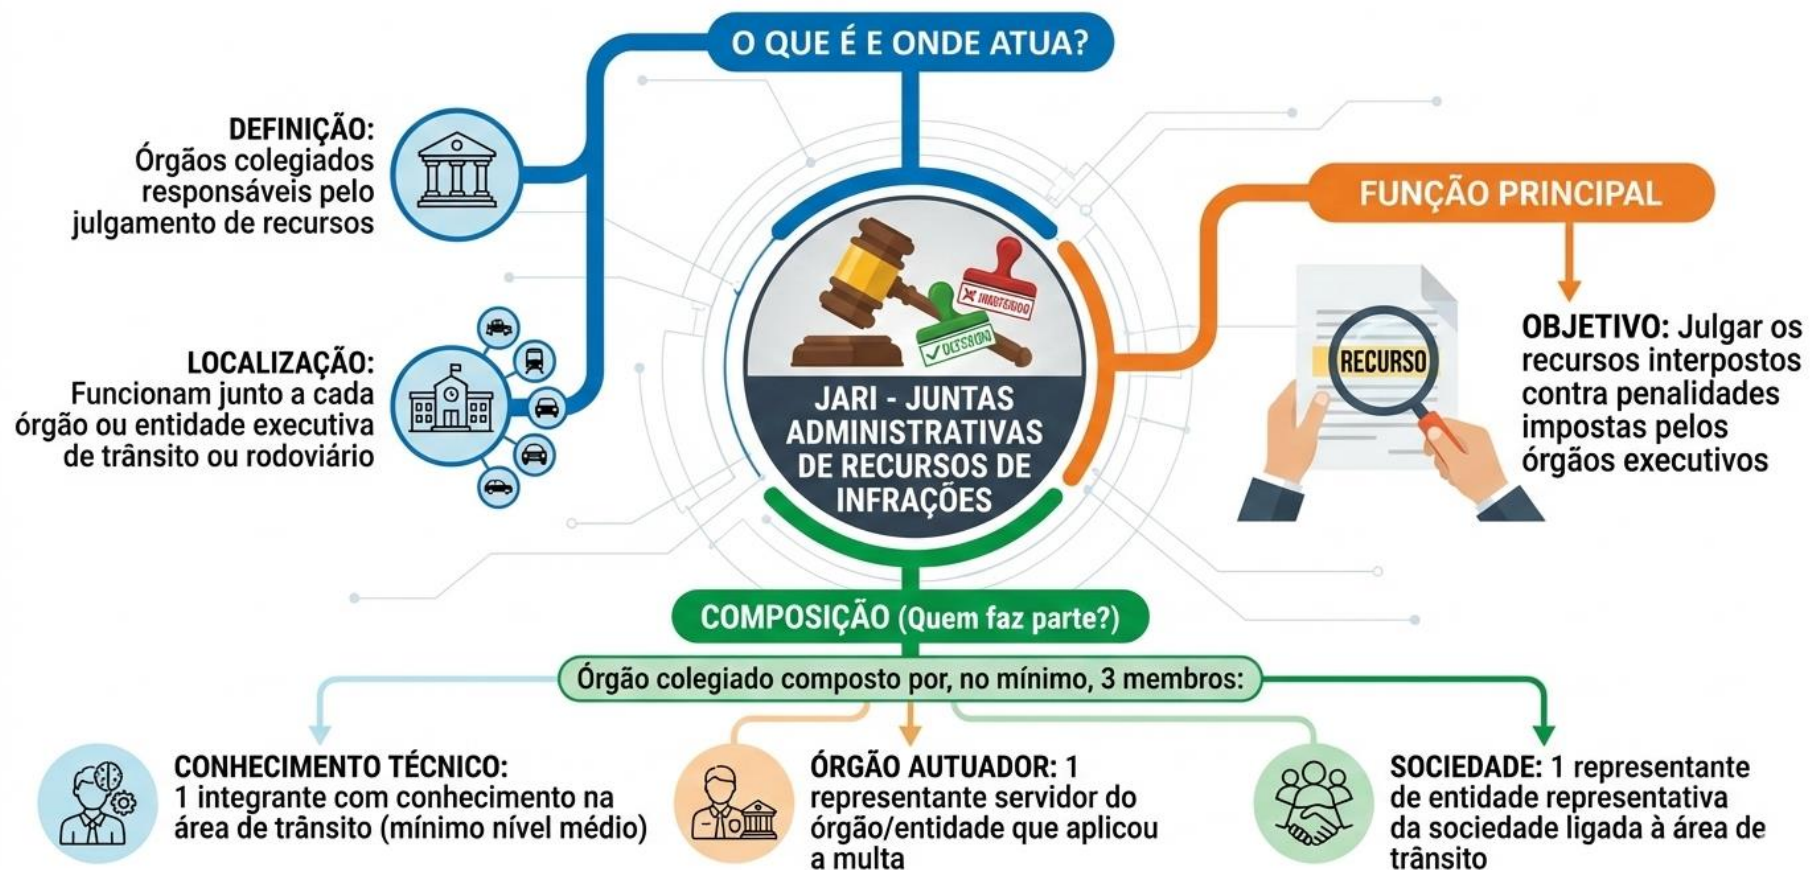 O QUE É E ONDE ATUA?
DEFINIÇÃO:
Órgãos colegiados
responsáveis pelo
julgamento de recursos
LOCALIZAÇÃO:
Funcionam junto a cada
órgão ou entidade executiva
de trânsito ou rodoviário
JARI - JUNTAS
ADMINISTRATIVAS
DE RECURSOS DE
INFRAÇÕES
FUNÇÃO PRINCIPAL
RECURSO
OBJETIVO: Julgar os
recursos interpostos
contra penalidades
impostas pelos
órgãos executivos
COMPOSIÇÃO (Quem faz parte?)
Órgão colegiado composto por, no mínimo, 3 membros:
CONHECIMENTO TÉCNICO:
1 integrante com conhecimento na
área de trânsito (mínimo nível médio)
ÓRGÃO AUTUADOR: 1
representante servidor do
órgão/entidade que aplicou
a multa
SOCIEDADE: 1 representante
de entidade representativa
da sociedade ligada à área de
trânsito